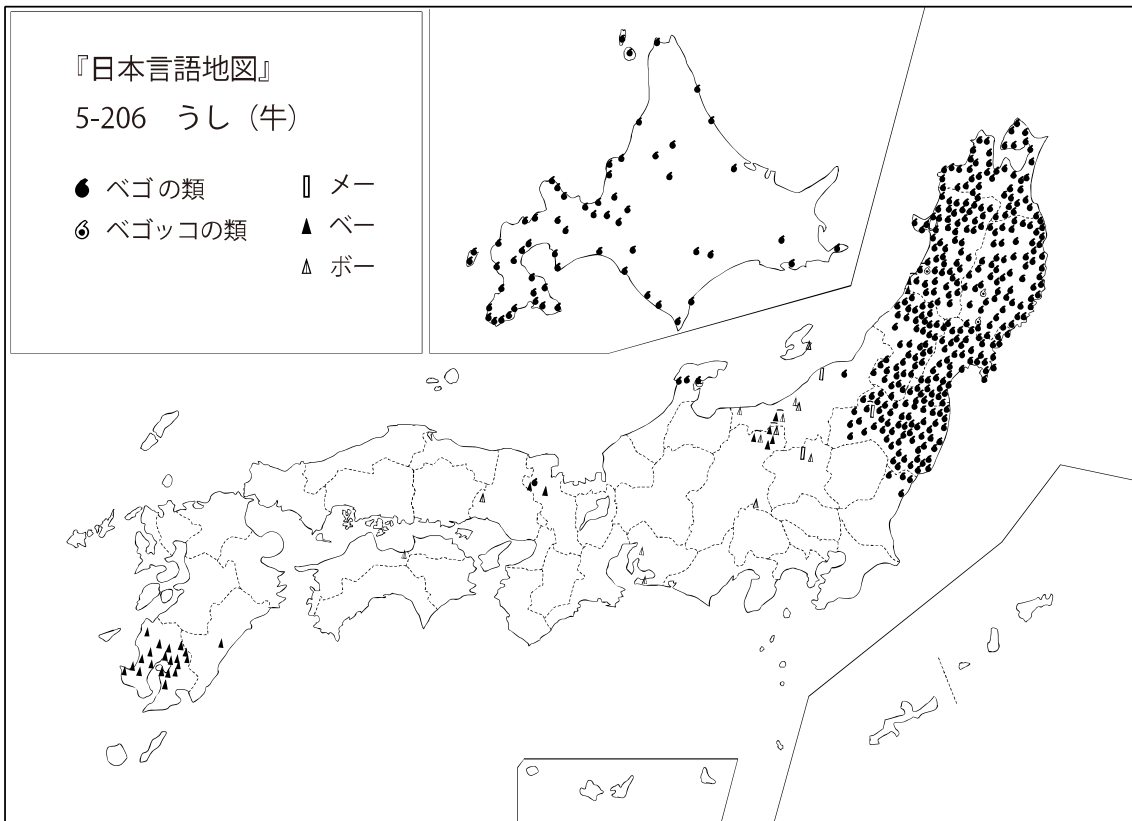 『日本言語地図』
5-206　うし（牛）
ベゴの類
ベゴッコの類
メー
ベー
ボー